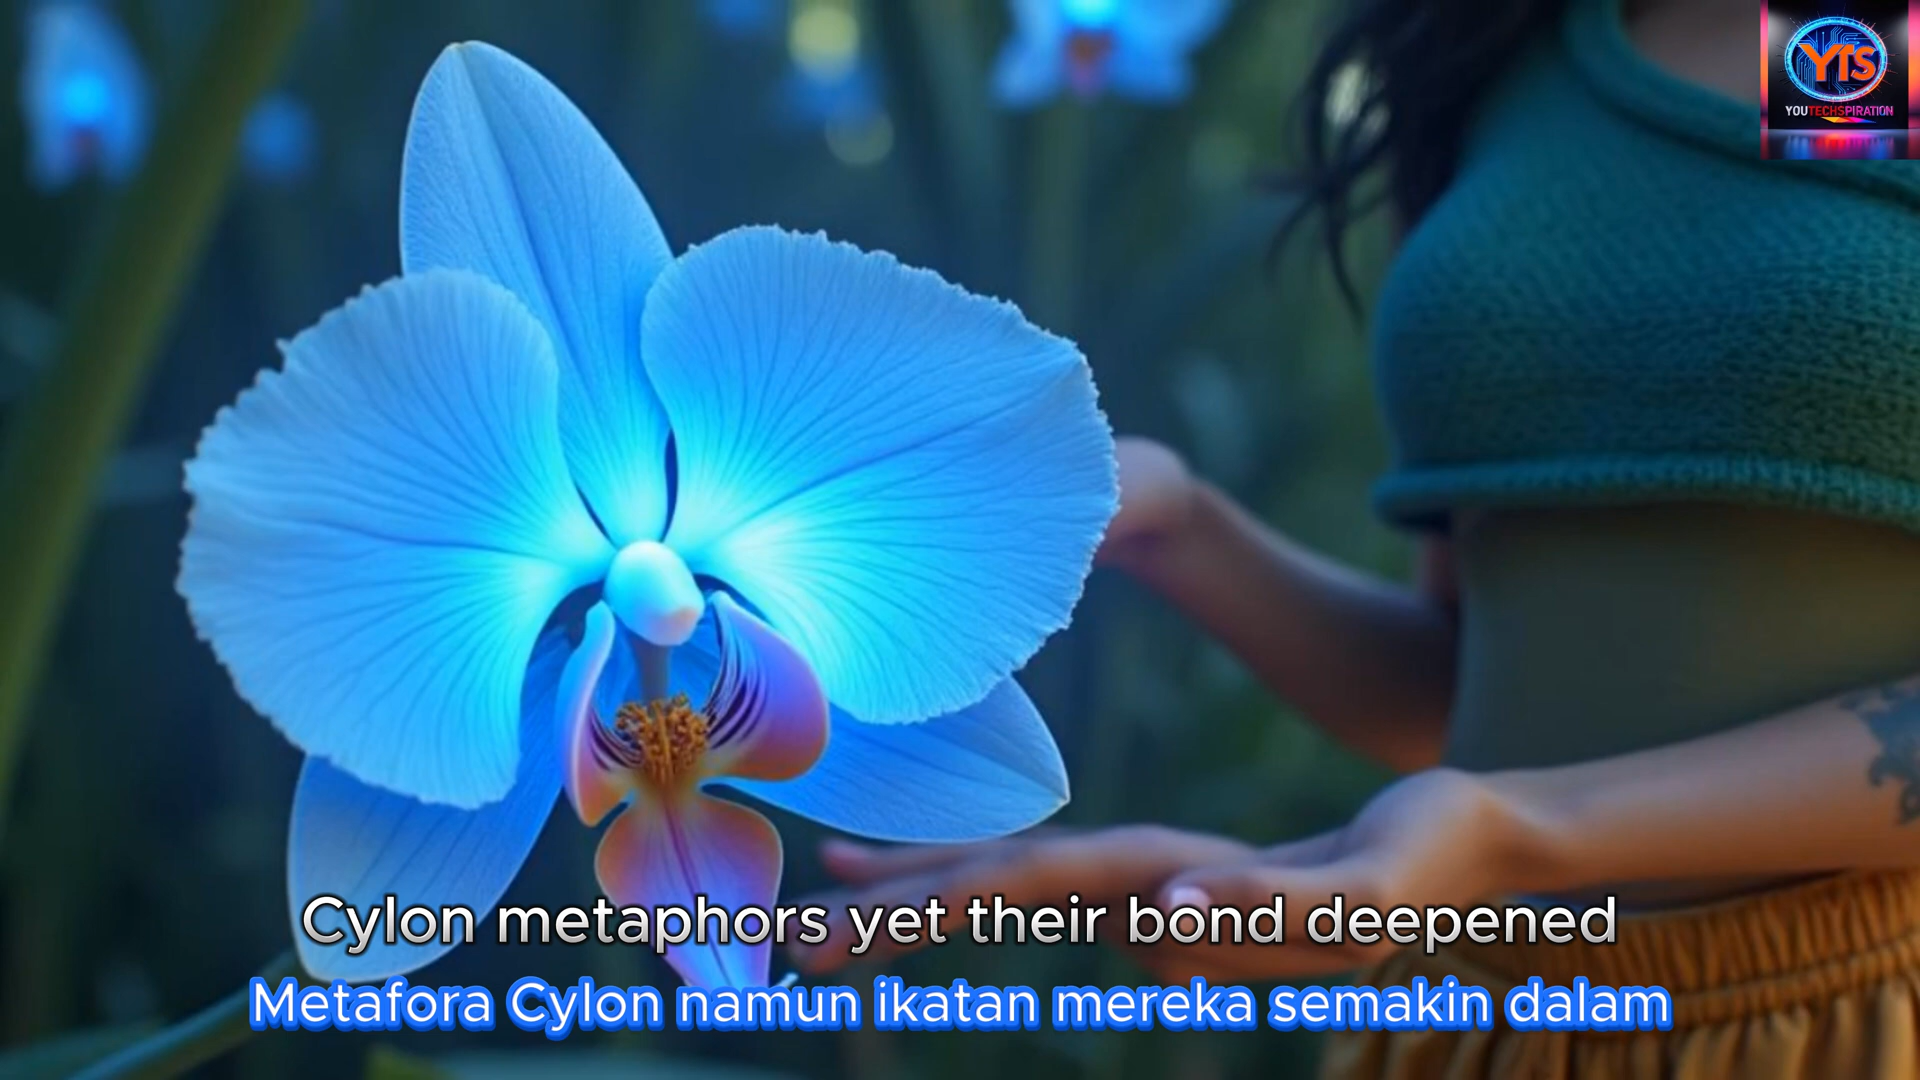 YTS
YOUTECHSPIRATION
Cylon metaphors yet their bond deepened
Metafora Cylon namun ikatan mereka semakin dalam